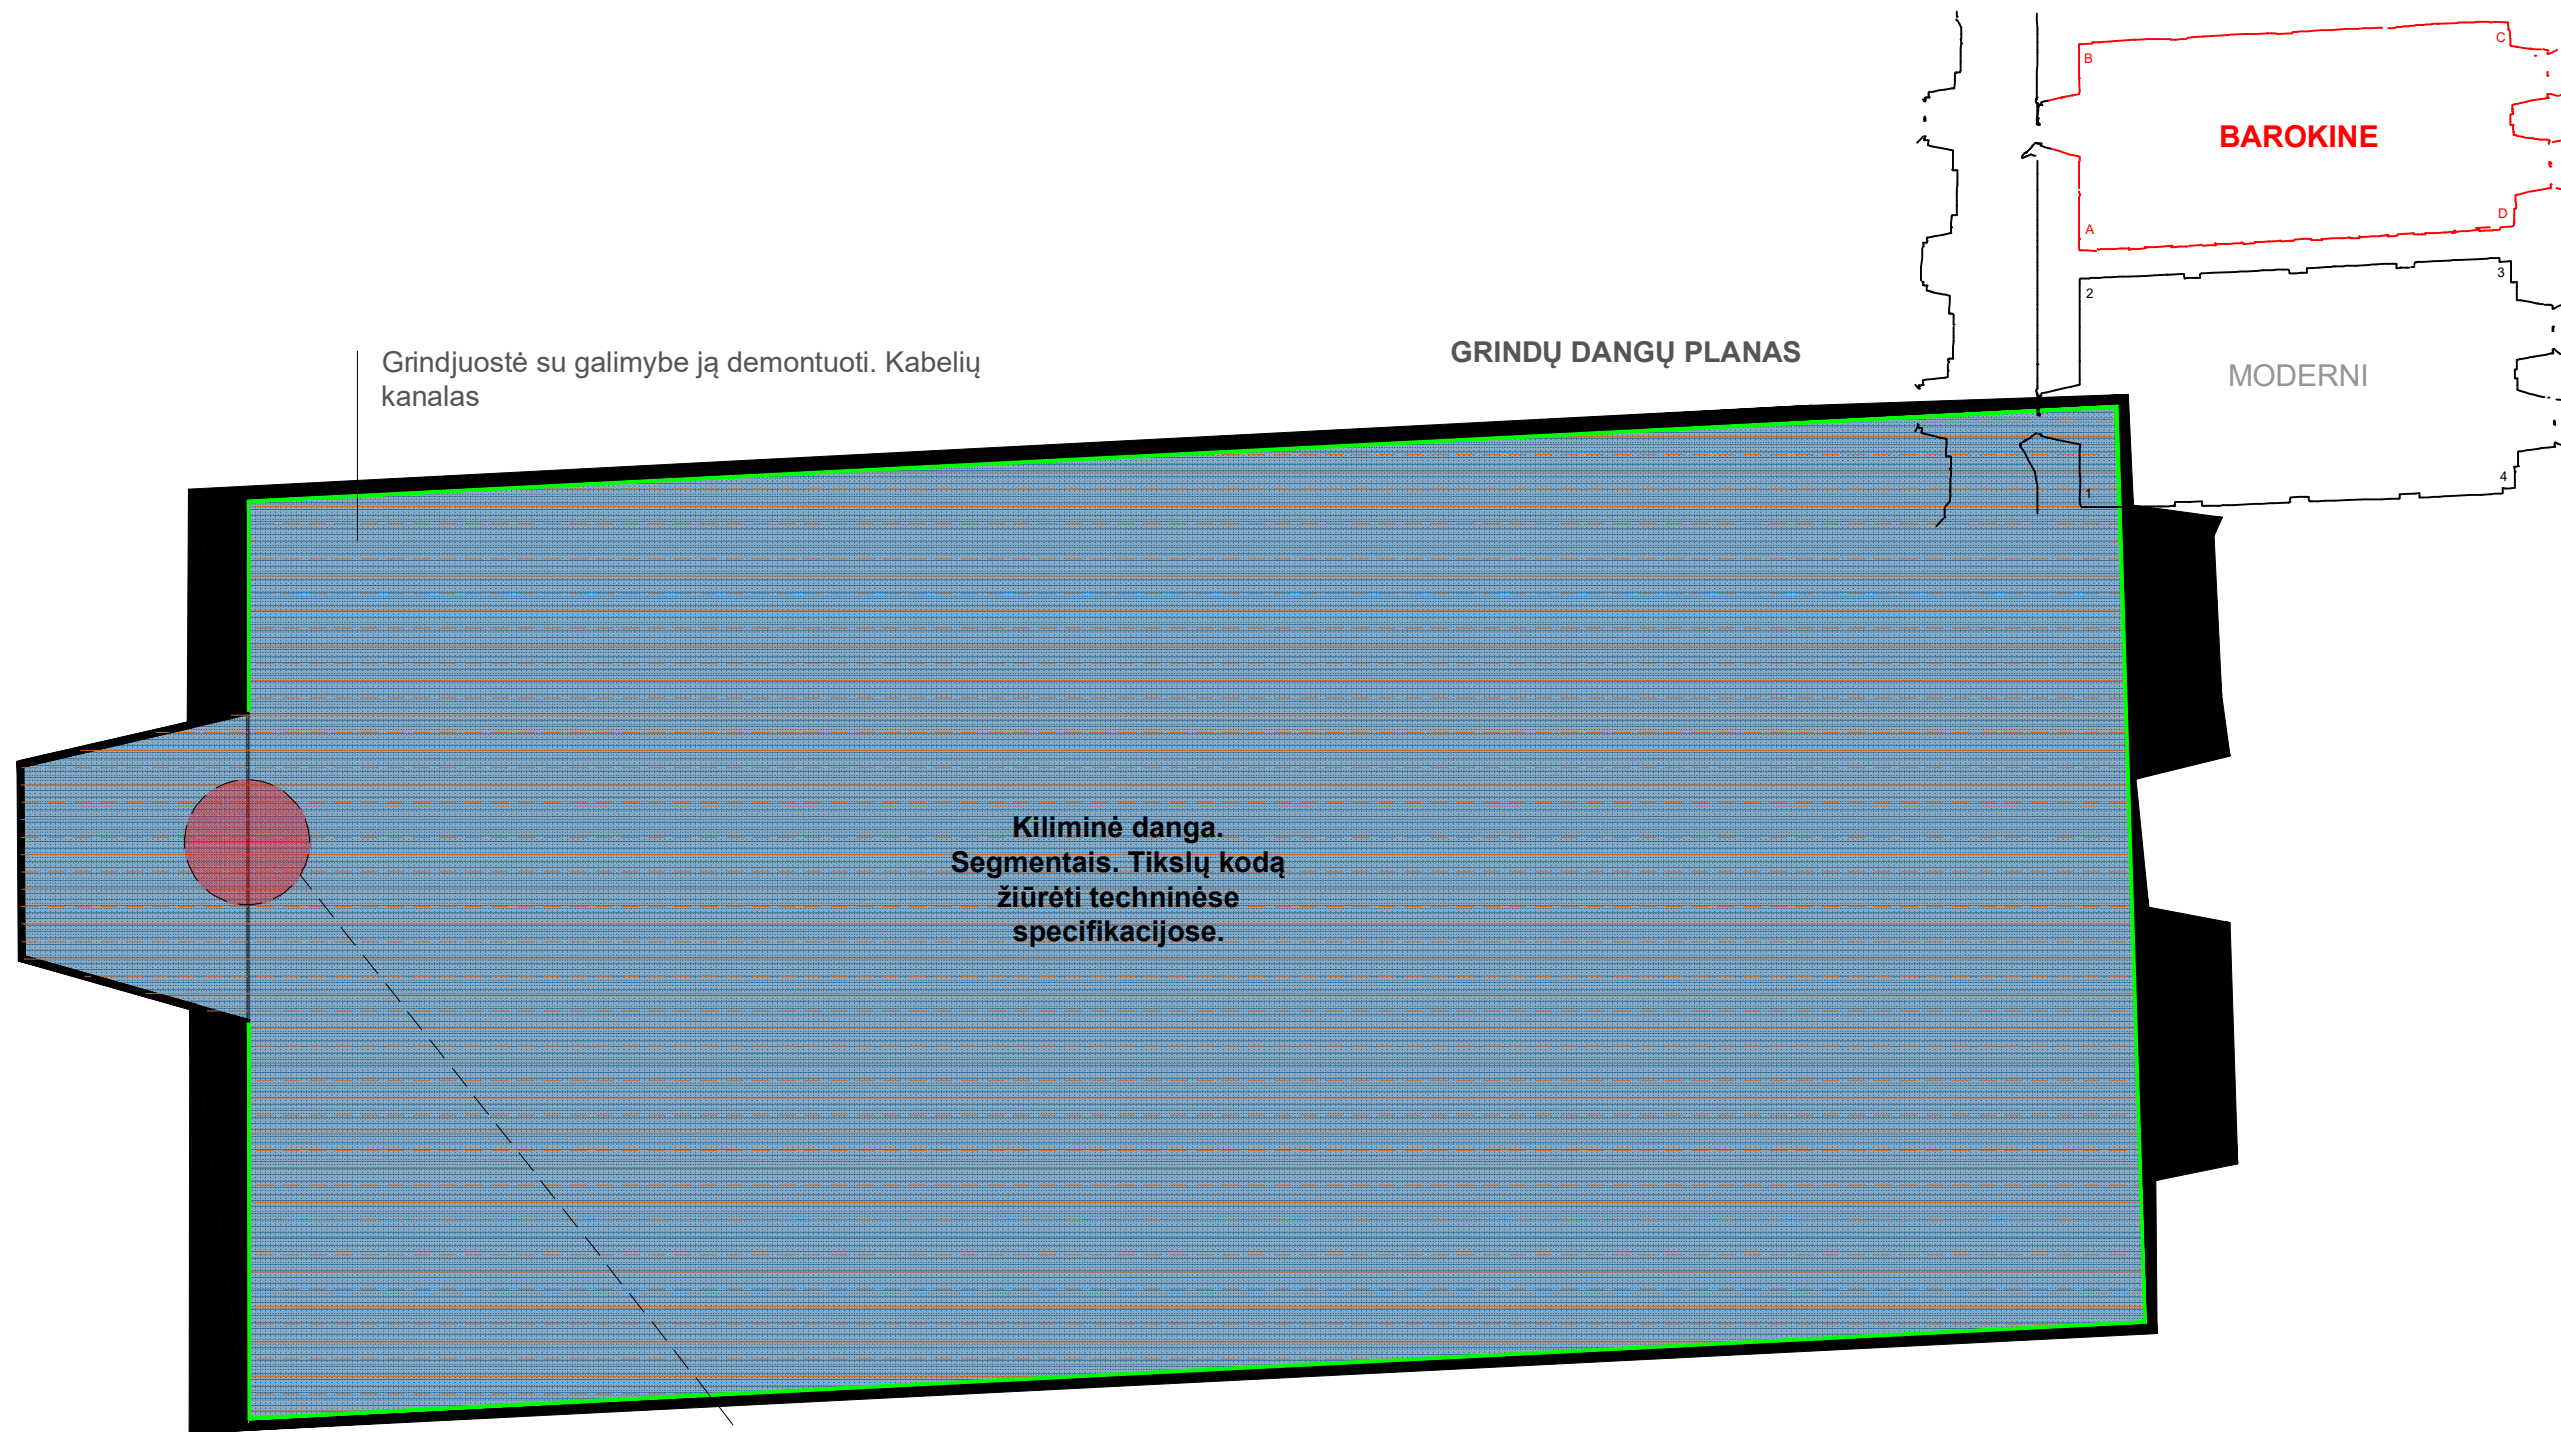 C
B
BAROKINE
D
A
3
2
GRINDŲ DANGŲ PLANAS
Grindjuostė su galimybe ją demontuoti. Kabelių
kanalas
MODERNI
4
1
Kiliminė danga.
Segmentais. Tikslų kodą
žiūrėti techninėse
specifikacijose.